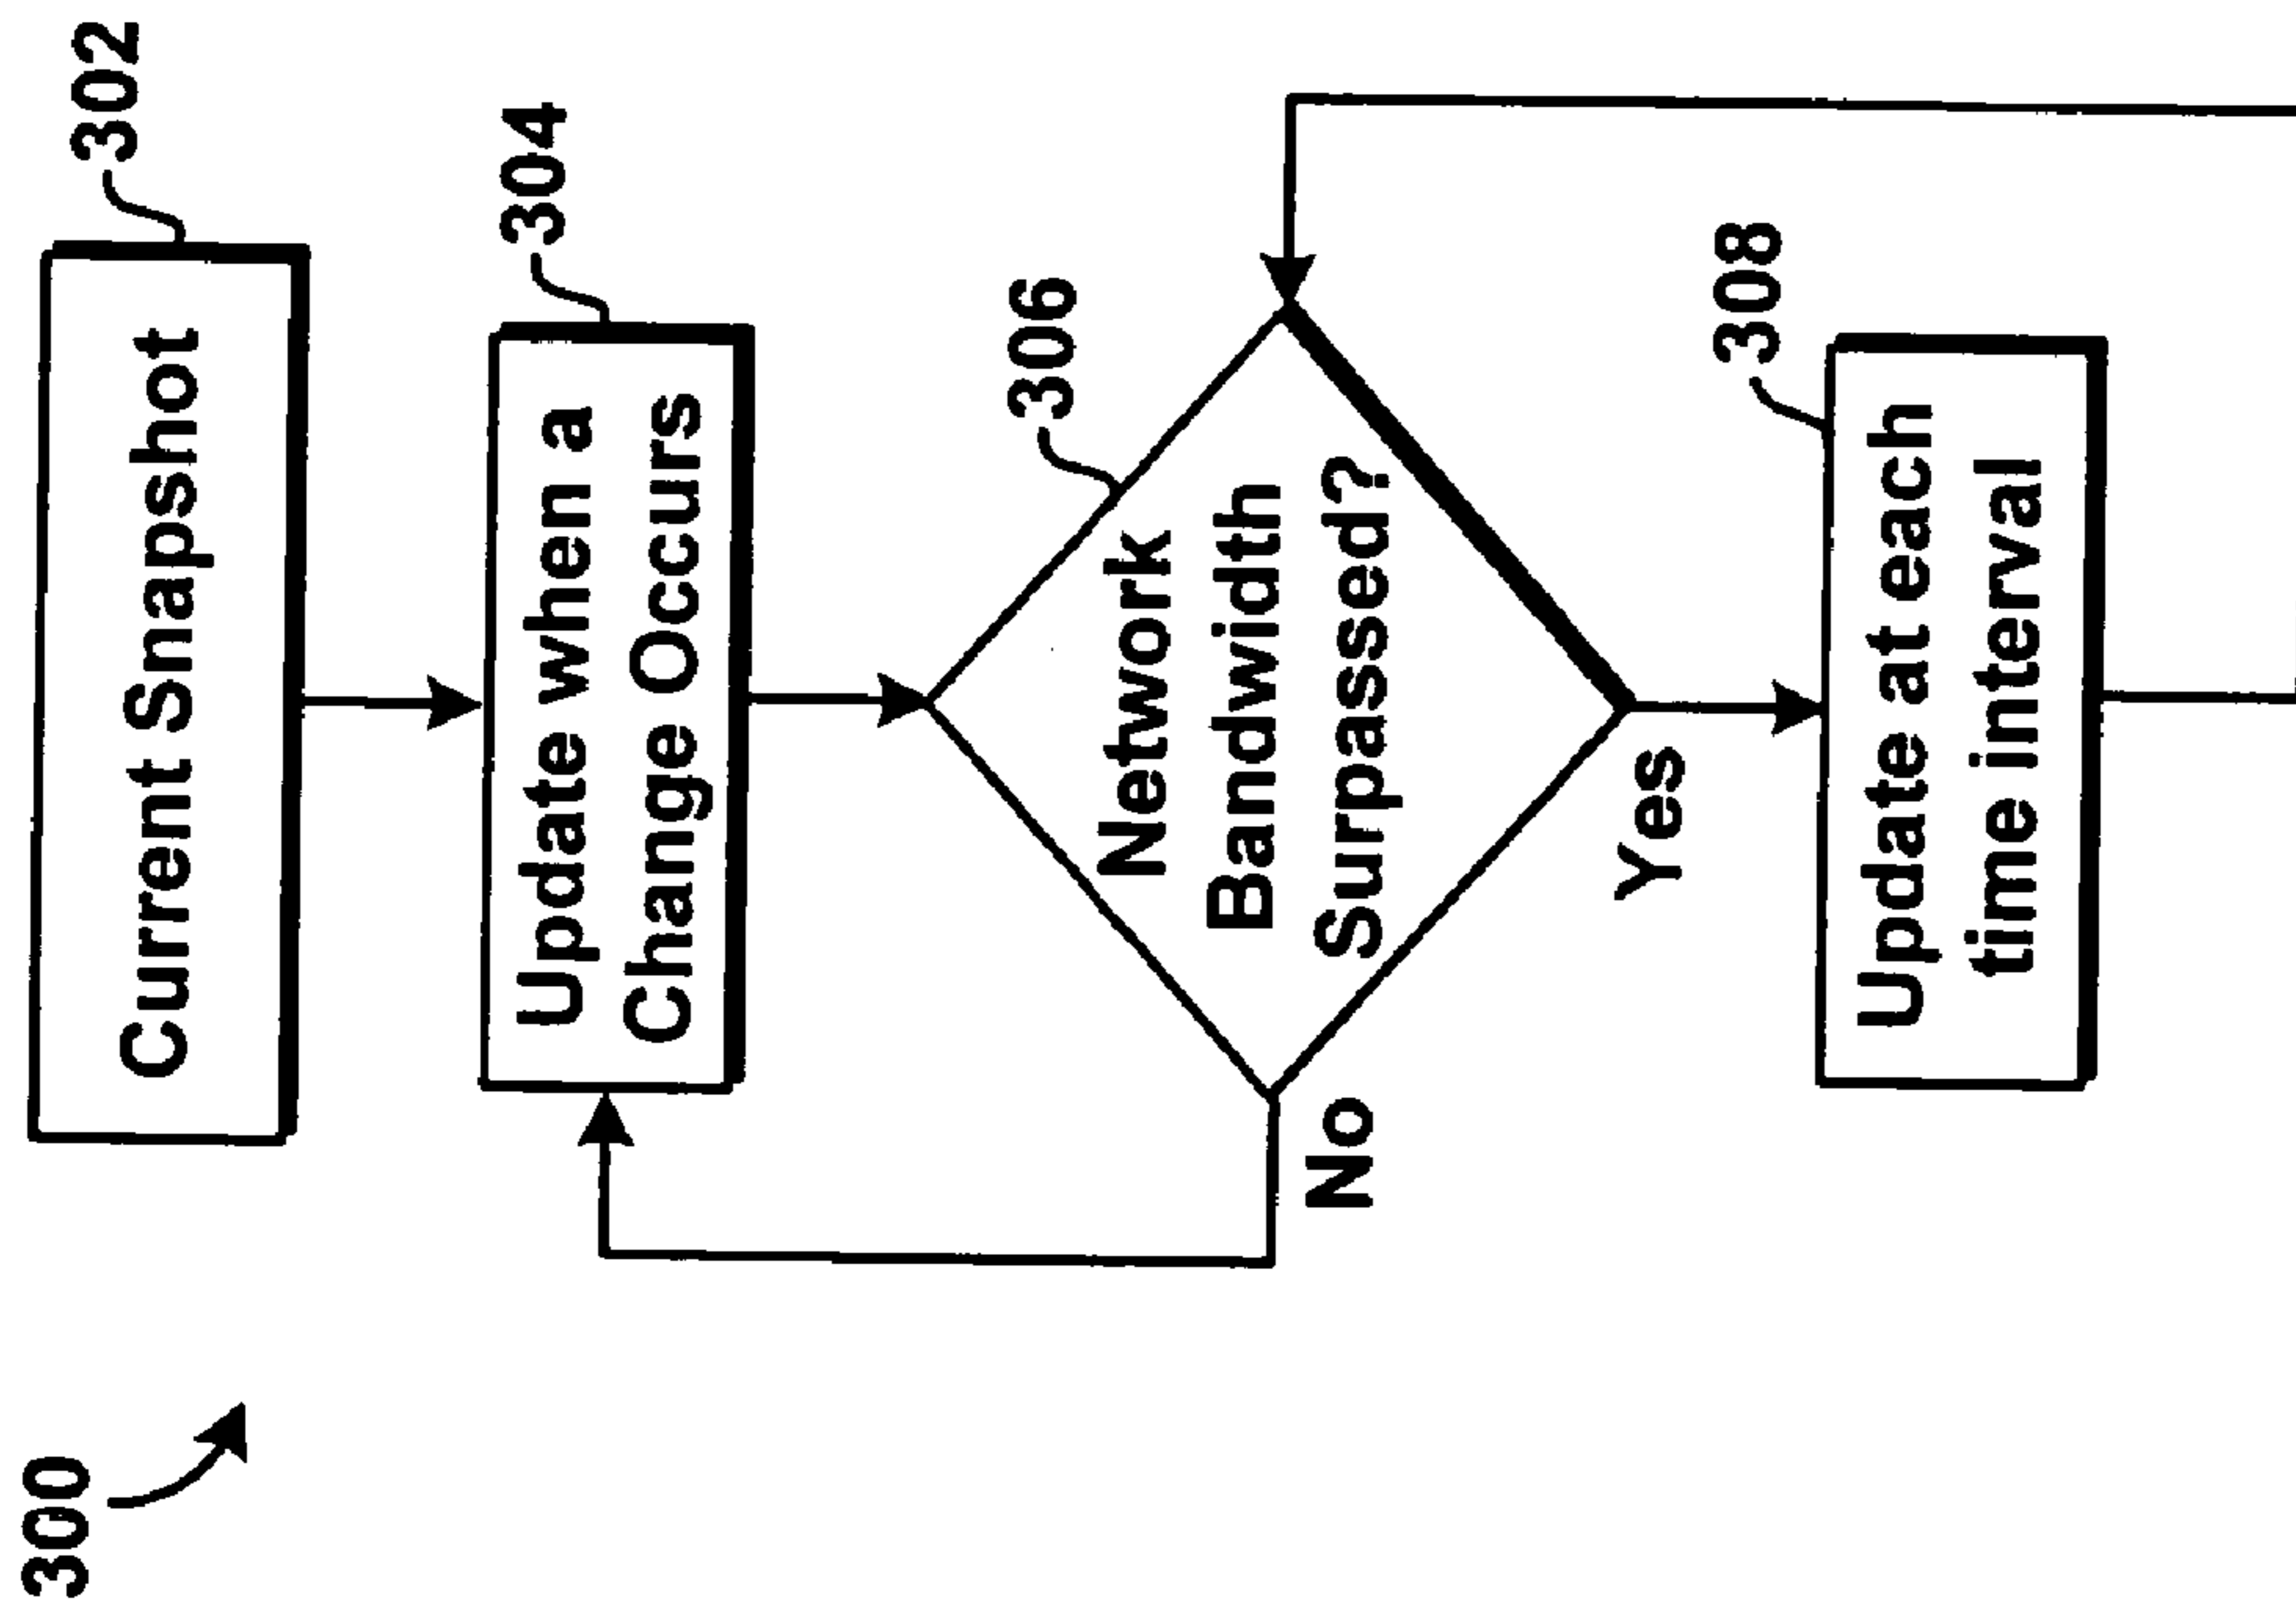 300
302
Current Snapshot
304
Update when a
Change Occurs
306
Network
Bandwidth
Surpassed?
No
Yes
308
Update at each
time interval